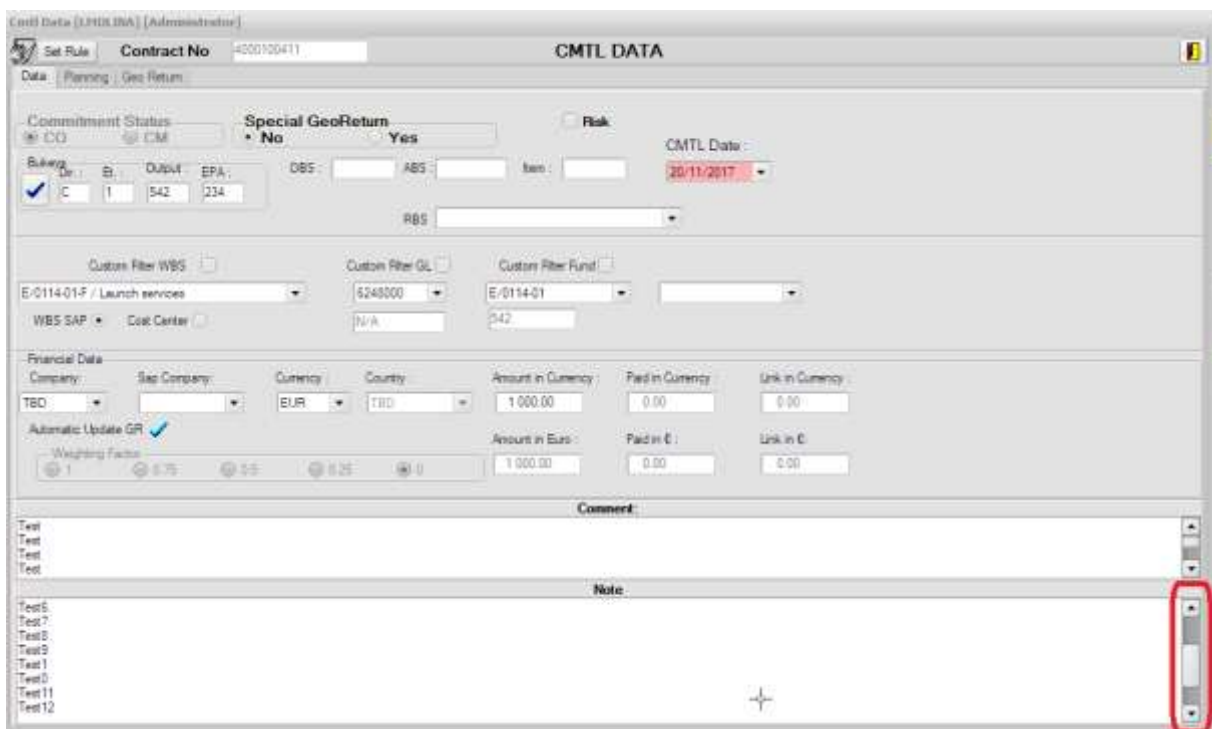 Cmtl Data [LMOLINA] [Administrator]
Set Rule Contract No 4000100411 CMTL DATA
Data Planning Geo Return
Commitment Status Special GeoReturn Risk
CO CM No Yes
CMTL Date :
Dir.: Et. : Output : EPA : OBS : ABS : Item : 20/11/2017
C 1 542 234
RBS
Custom Filter WBS Custom Filter GL Custom Filter Fund
E/0114-01-F / Launch services 6248000 E/0114-01
WBS SAP Cost Center N/A 542
Financial Data
Company: Sap Company: Currency : Country : Amount in Currency : Paid in Currency : Link in Currency :
TBD EUR TBD 1 000.00 0.00 0.00
Automatic Update GR
Amount in Euro : Paid in € : Link in €:
Weighting Factor
1 0.75 0.5 0.25 0 1 000.00 0.00 0.00
Comment:
Test
Test
Test
Test
Note
Test6
Test7
Test8
Test9
Test1
Test0
Test11
Test12